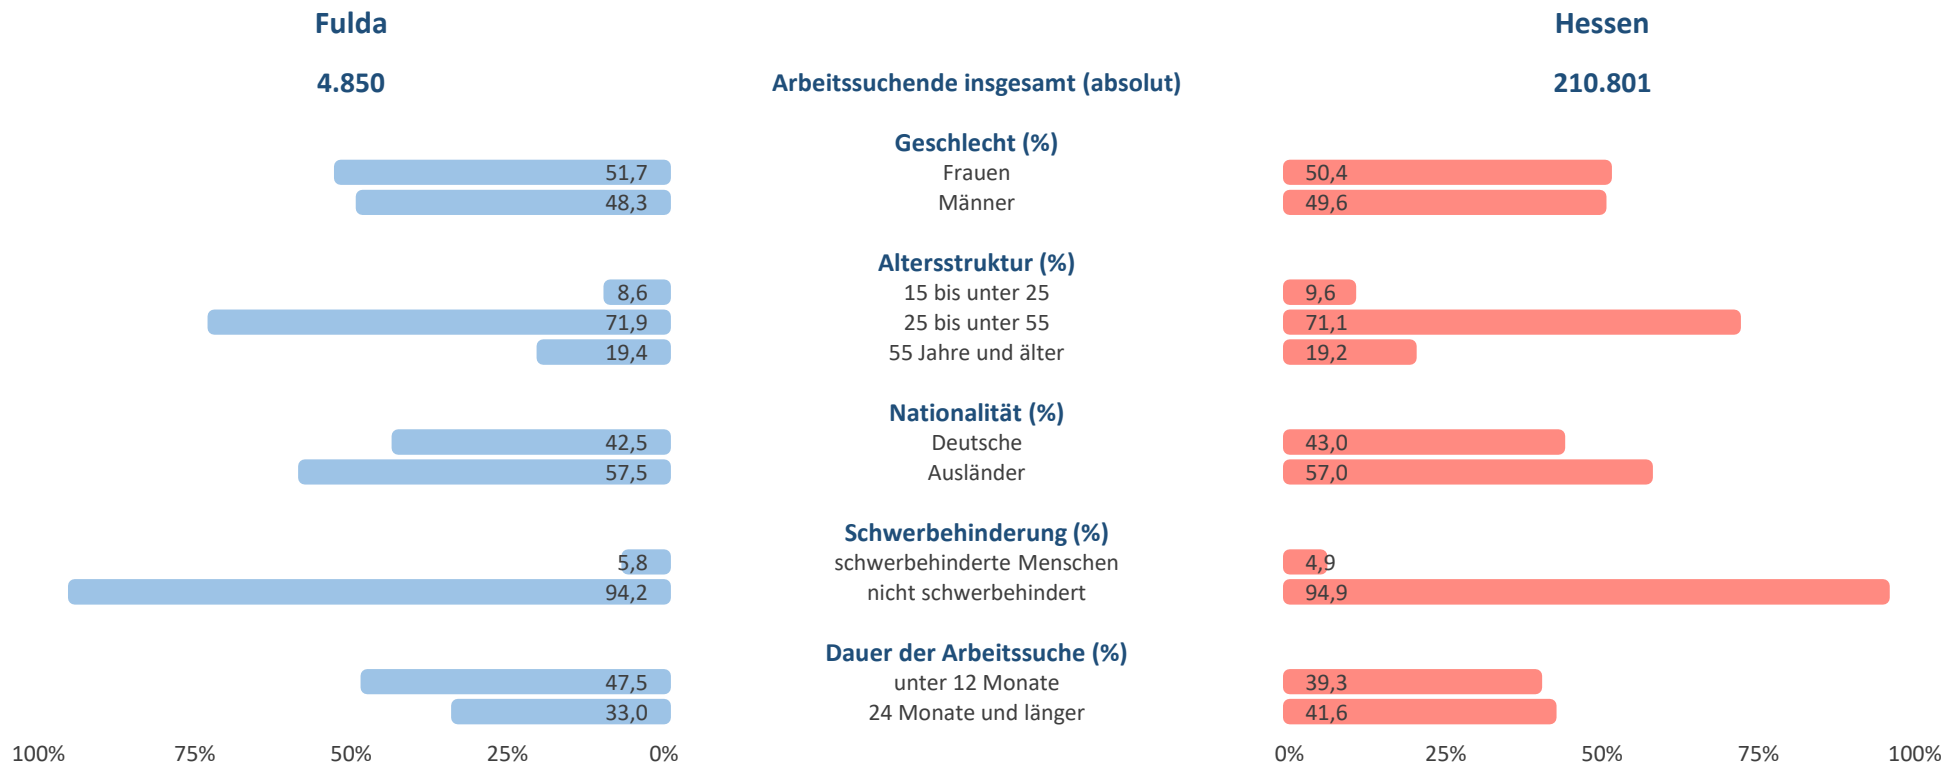 Fulda Hessen
4.850 Arbeitssuchende insgesamt (absolut) 210.801
Geschlecht (%)
51,7 Frauen 50,4
48,3 Männer 49,6
Altersstruktur (%)
8,6 15 bis unter 25 9,6
71,9 25 bis unter 55 71,1
19,4 55 Jahre und älter 19,2
Nationalität (%)
42,5 Deutsche 43,0
57,5 Ausländer 57,0
Schwerbehinderung (%)
5,8 schwerbehinderte Menschen 4,9
94,2 nicht schwerbehindert 94,9
Dauer der Arbeitssuche (%)
47,5 unter 12 Monate 39,3
33,0 24 Monate und länger 41,6
100% 75% 50% 25% 0% 0% 25% 50% 75% 100%